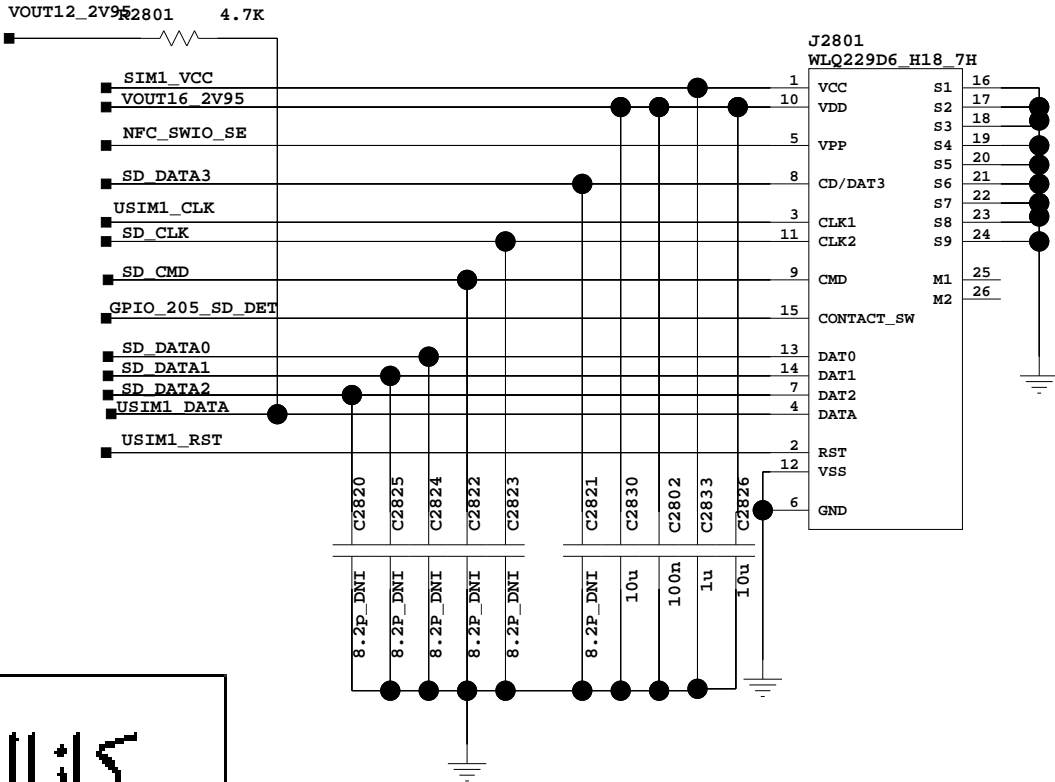 VOUT12_2V95
R2801 4.7K
J2801
WLQ229D6_H18_7H
SIM1_VCC 1 VCC S1 16
VOUT16_2V95 10 VDD S2 17
S3 18
NFC_SWIO_SE 5 VPP S4 19
S5 20
SD_DATA3 8 CD/DAT3 S6 21
S7 22
USIM1_CLK 3 CLK1 S8 23
SD_CLK 11 CLK2 S9 24
SD_CMD 9 CMD M1 25
M2 26
GPIO_205_SD_DET 15 CONTACT_SW
SD_DATA0 13 DAT0
SD_DATA1 14 DAT1
SD_DATA2 7 DAT2
USIM1_DATA 4 DATA
USIM1_RST 2 RST
12 VSS
6 GND
C2820 8.2p_DNI
C2825 8.2P_DNI
C2824 8.2P_DNI
C2822 8.2P_DNI
C2823 8.2P_DNI
C2821 8.2P_DNI
C2830 10u
C2802 100n
C2833 1u
C2826 10u